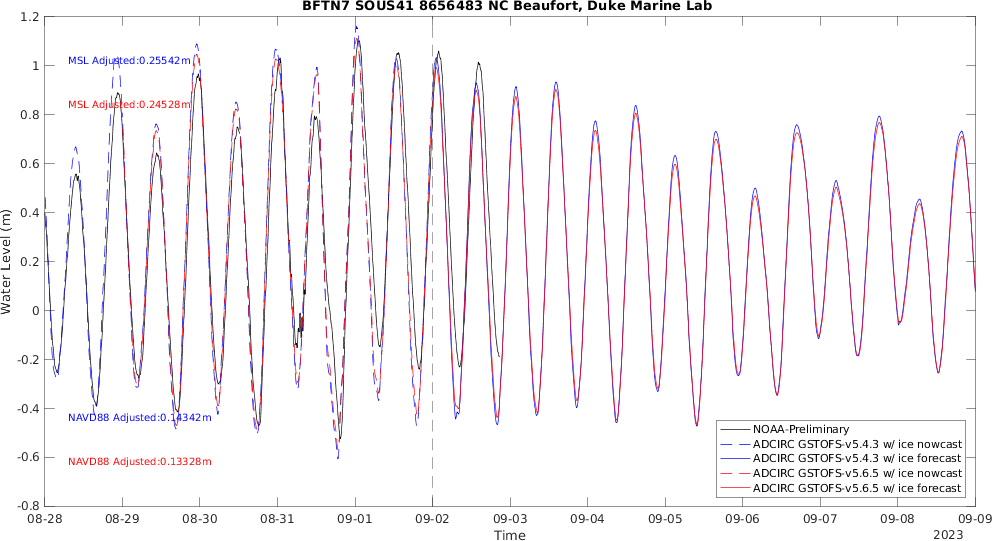 BFTN7 SOUS41 8656483 NC Beaufort, Duke Marine Lab
1.2
1
0.8
0.6
0.4
0.2
0
-0.2
-0.4
-0.6
-0.8
Water Level (m)
MSL Adjusted:0.25542m
MSL Adjusted:0.24528m
NAVD88 Adjusted:0.14342m
NAVD88 Adjusted:0.13328m
NOAA-Preliminary
ADCIRC GSTOFS-v5.4.3 w/ ice nowcast
ADCIRC GSTOFS-v5.4.3 w/ ice forecast
ADCIRC GSTOFS-v5.6.5 w/ ice nowcast
ADCIRC GSTOFS-v5.6.5 w/ ice forecast
08-28 08-29 08-30 08-31 09-01 09-02 09-03 09-04 09-05 09-06 09-07 09-08 09-09
Time
2023